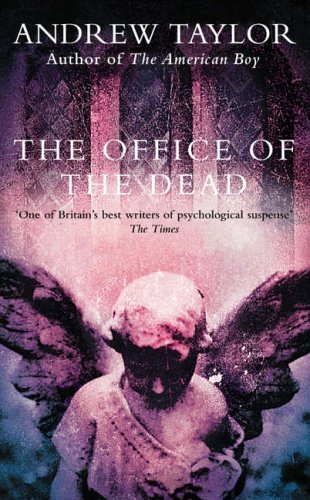 ANDREW TAYLOR
Author of The American Boy
THE OFFICE OF
THE DEAD
'One of Britain's best writers of psychological suspense'
The Times